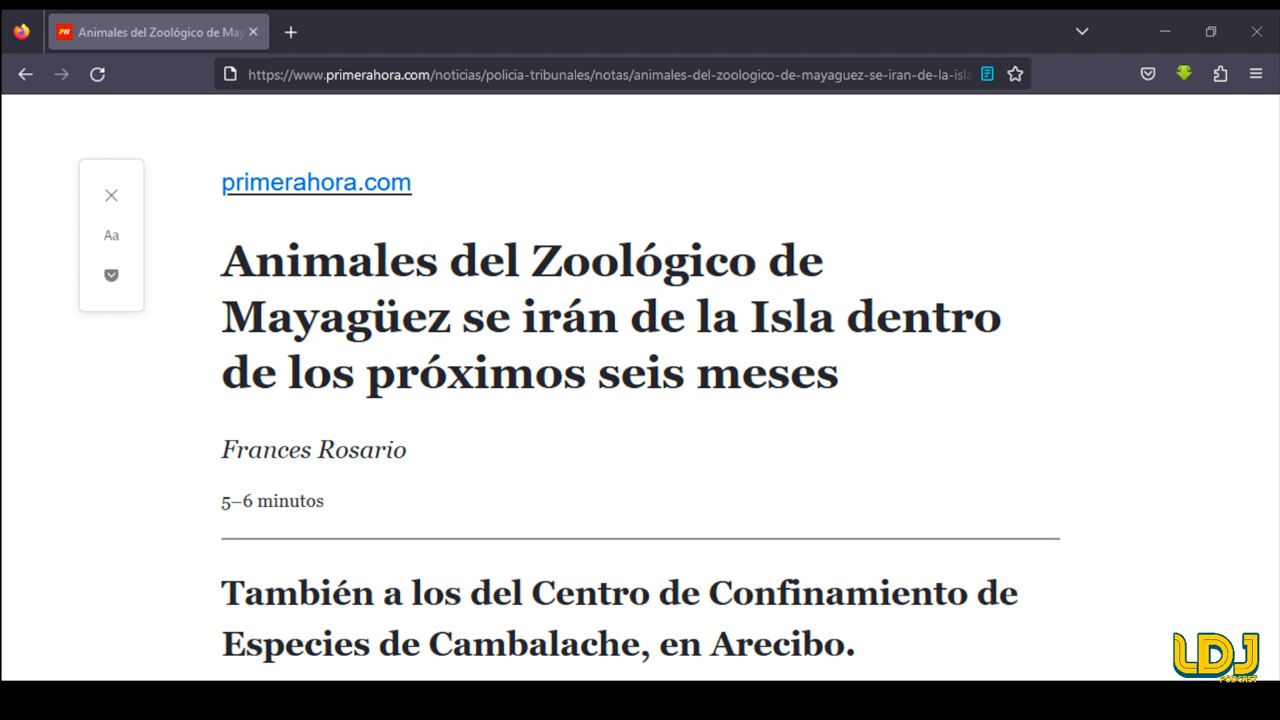 Animales del Zoológico de May
https://www.primerahora.com/noticias/policia-tribunales/notas/animales-del-zoologico-de-mayaguez-se-iran-de-la-isla
primerahora.com
Aa
Animales del Zoológico de
Mayagüez se irán de la Isla dentro
de los próximos seis meses
Frances Rosario
5–6 minutos
También a los del Centro de Confinamiento de
Especies de Cambalache, en Arecibo.
LDJ
PODCAST